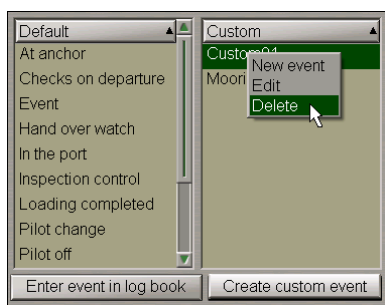 Default
At anchor
Checks on departure
Event
Hand over watch
In the port
Inspection control
Loading completed
Pilot change
Pilot off
Custom
New event
Edit
Delete
Enter event in log book
Create custom event